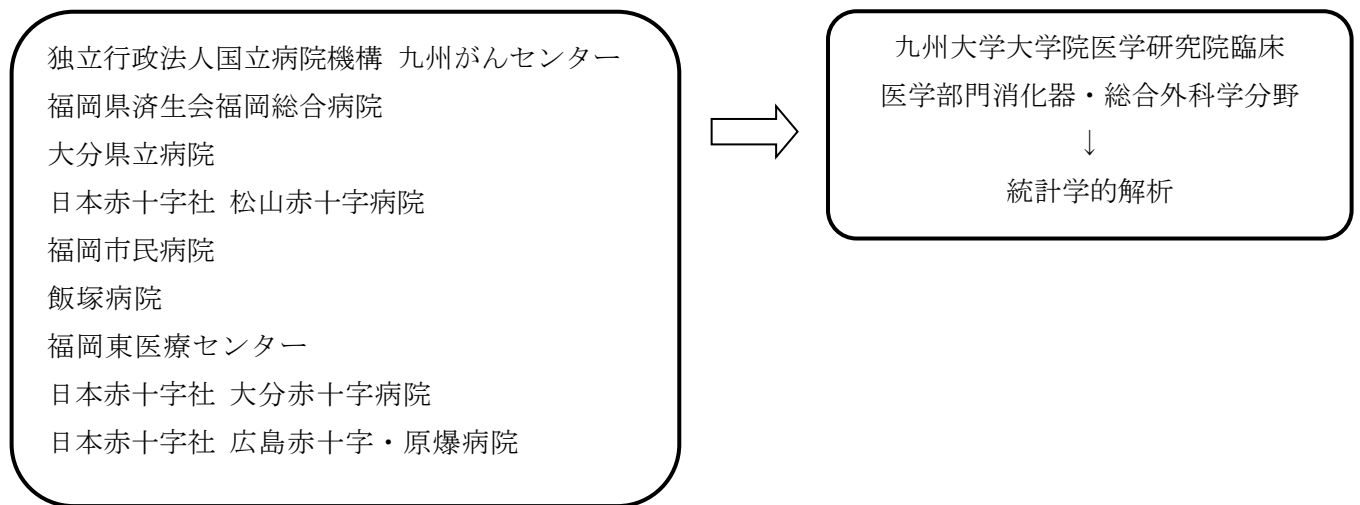 独立行政法人国立病院機構 九州がんセンター
福岡県済生会福岡総合病院
大分県立病院
日本赤十字社 松山赤十字病院
福岡市民病院
飯塚病院
福岡東医療センター
日本赤十字社 大分赤十字病院
日本赤十字社 広島赤十字・原爆病院
九州大学大学院医学研究院臨床
医学部門消化器・総合外科学分野
↓
統計学的解析